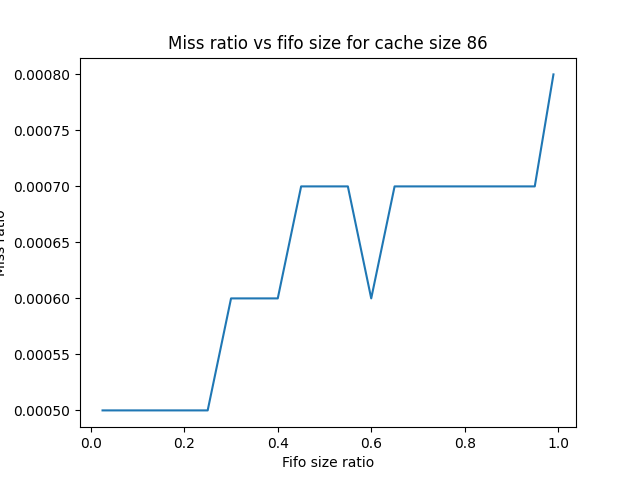 Miss ratio vs fifo size for cache size 86
0.00080
0.00075
0.00070
0.00065
0.00060
0.00055
0.00050
Miss ratio
0.0 0.2 0.4 0.6 0.8 1.0
Fifo size ratio